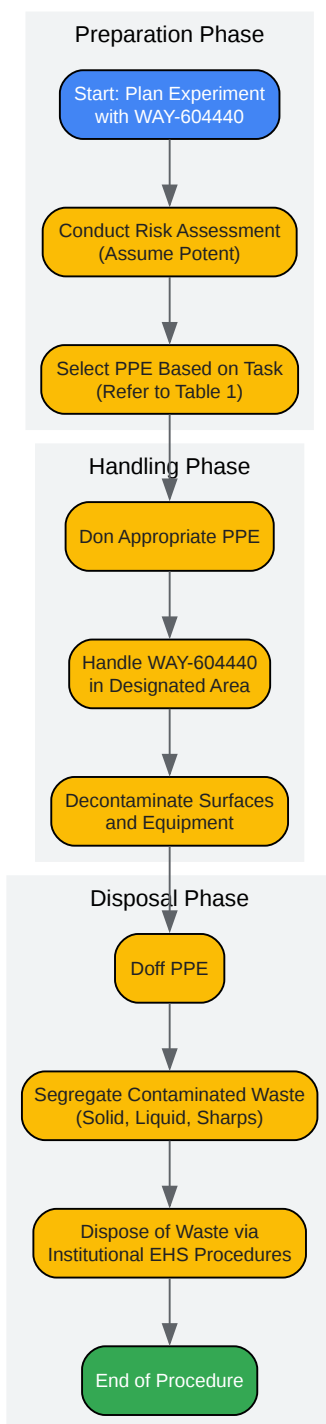 Preparation Phase
Start: Plan Experiment
with WAY-604440
Conduct Risk Assessment
(Assume Potent)
Select PPE Based on Task
(Refer to Table 1)
Handling Phase
Don Appropriate PPE
Handle WAY-604440
in Designated Area
Decontaminate Surfaces
and Equipment
Disposal Phase
Doff PPE
Segregate Contaminated Waste
(Solid, Liquid, Sharps)
Dispose of Waste via
Institutional EHS Procedures
End of Procedure